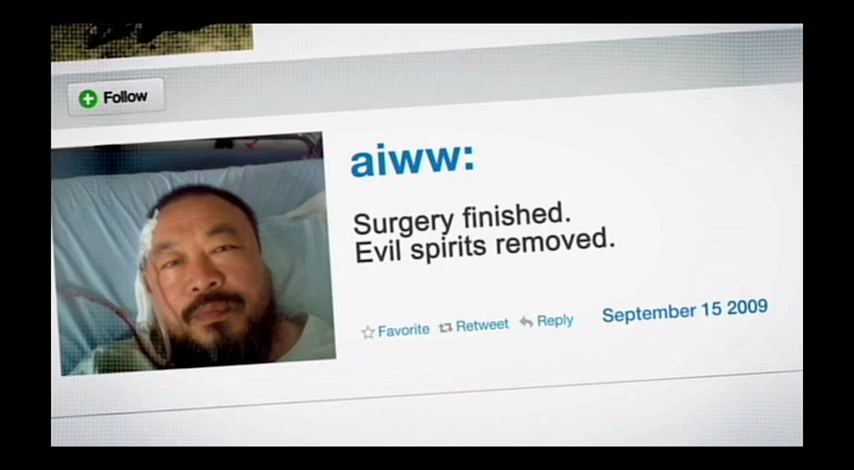 Follow
aiww:
Surgery finished.
Evil spirits removed.
Favorite Retweet Reply September 15 2009